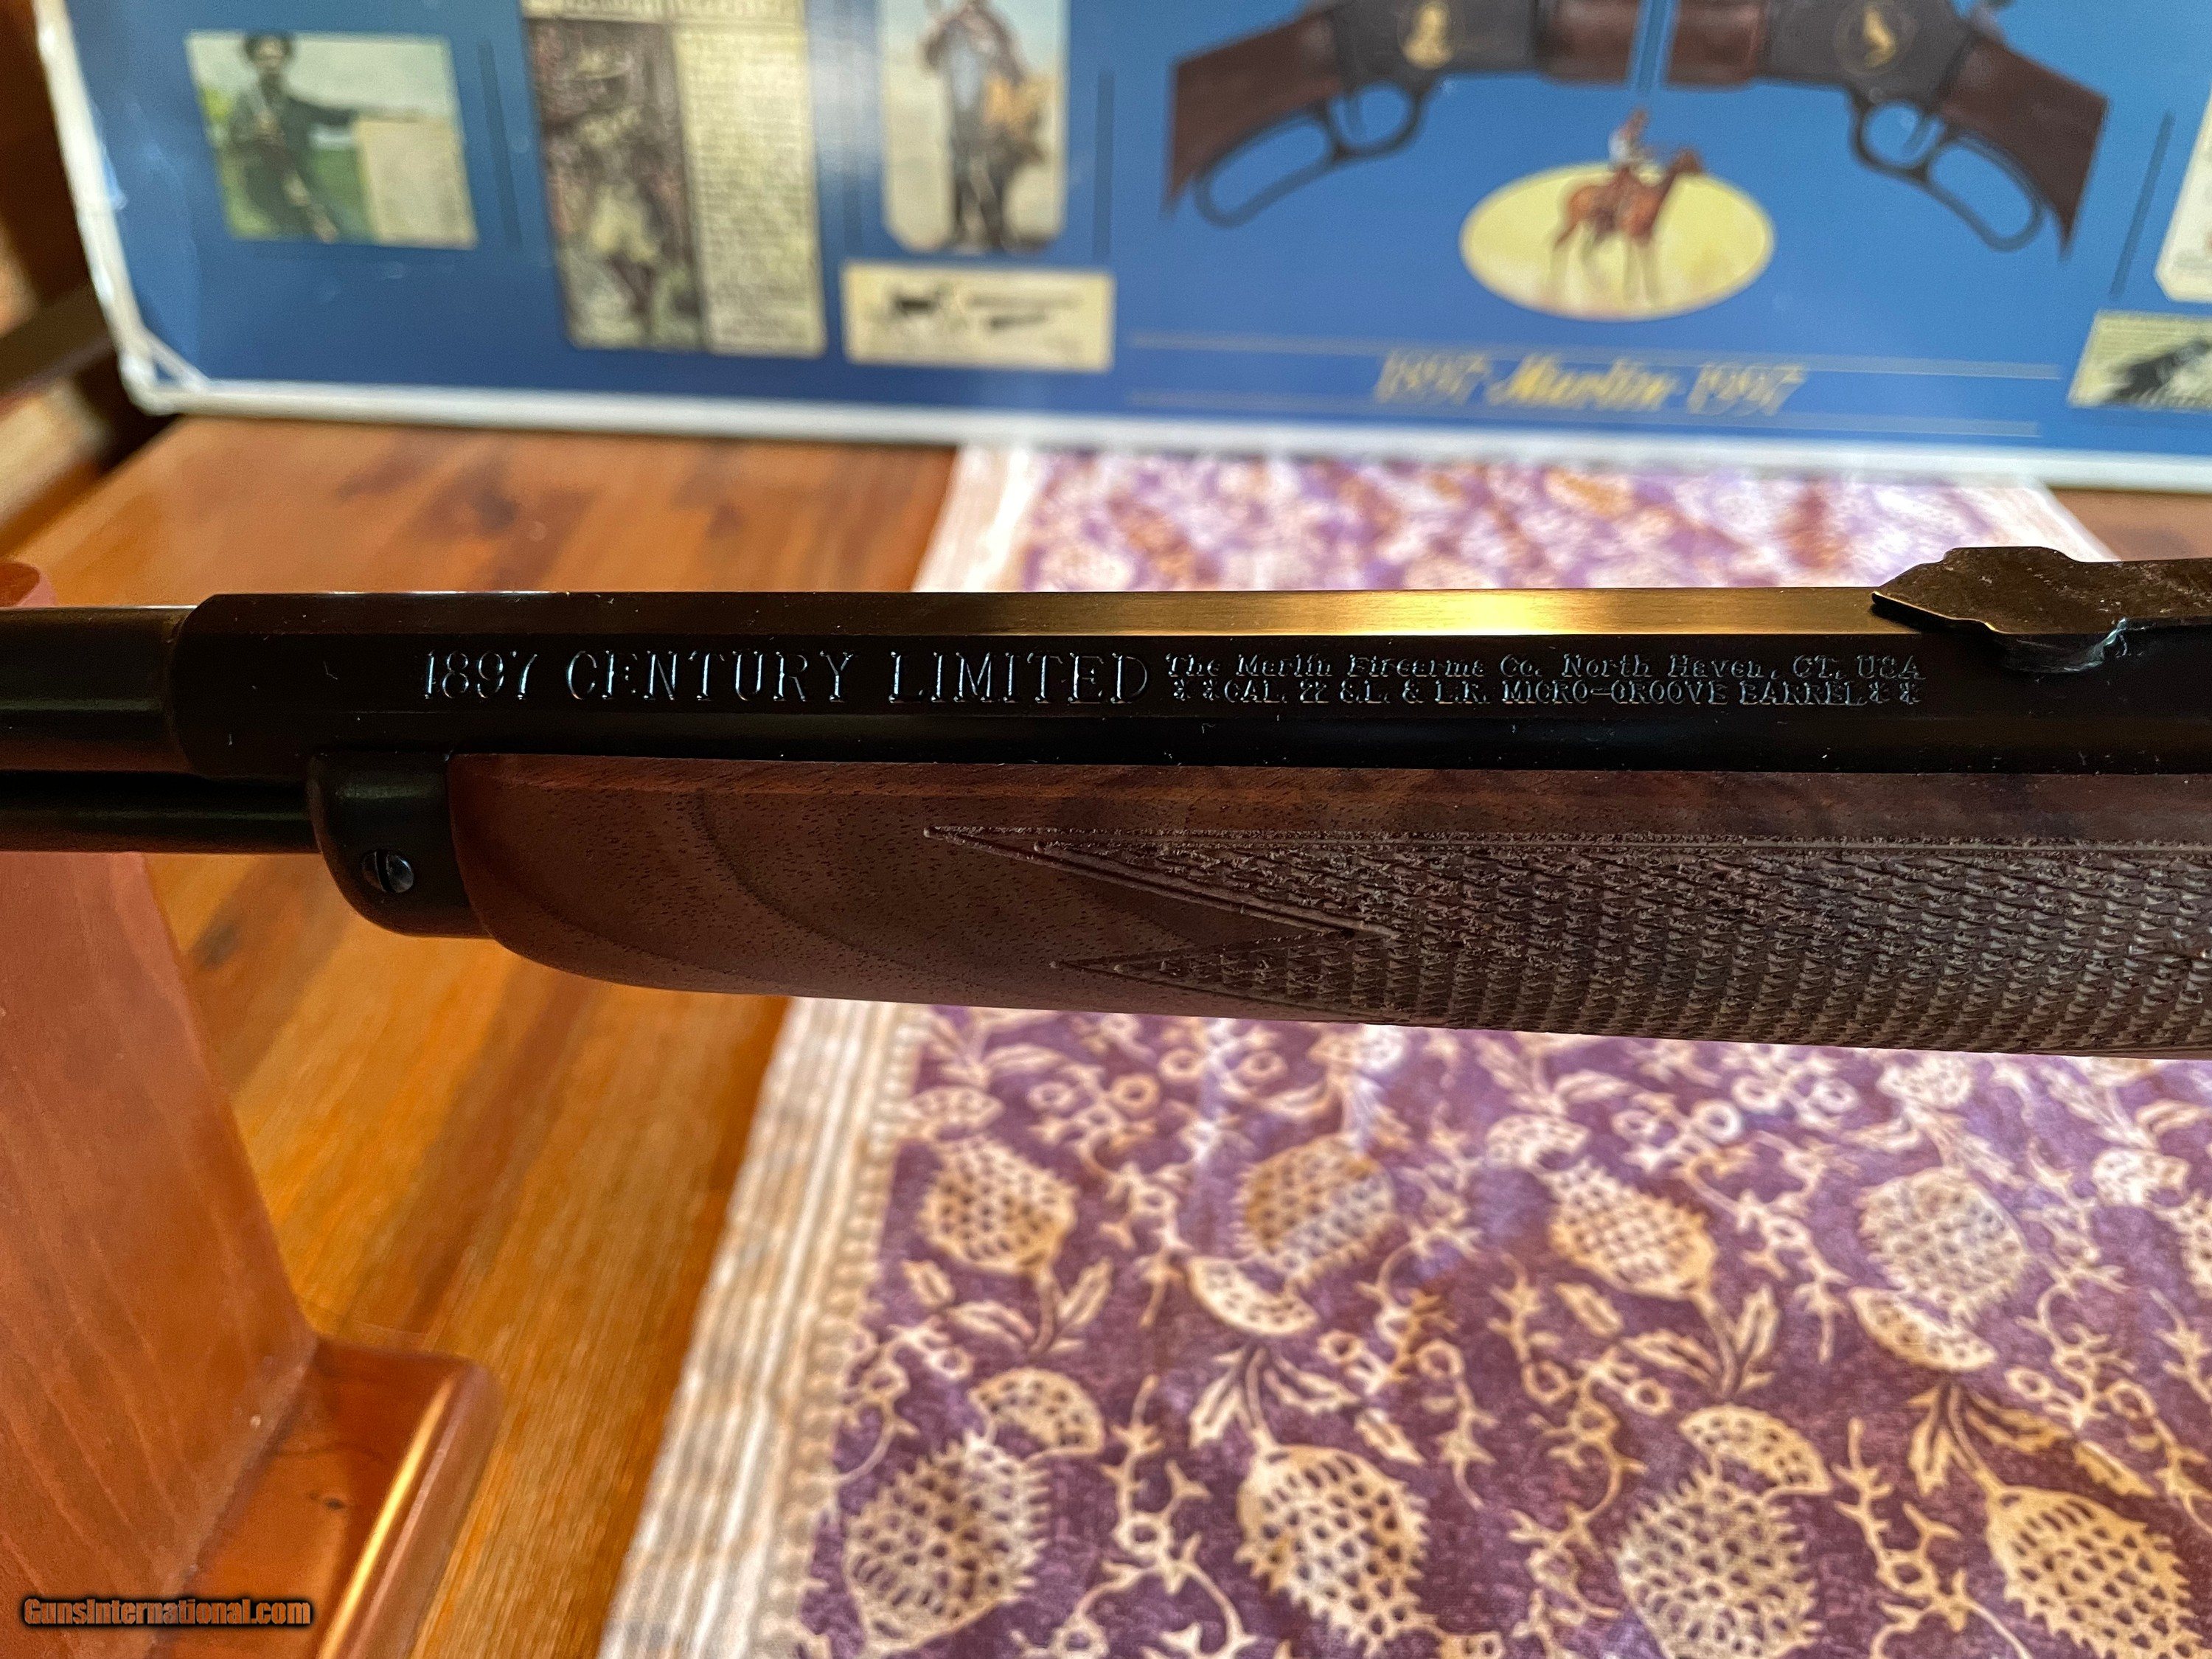 1897 Marlin 1997
1897 CENTURY LIMITED
The Marlin Firearms Co. North Haven, CT, USA
**CAL. 22 S.L. & L.R. MICRO-GROOVE BARREL**
GunsInternational.com